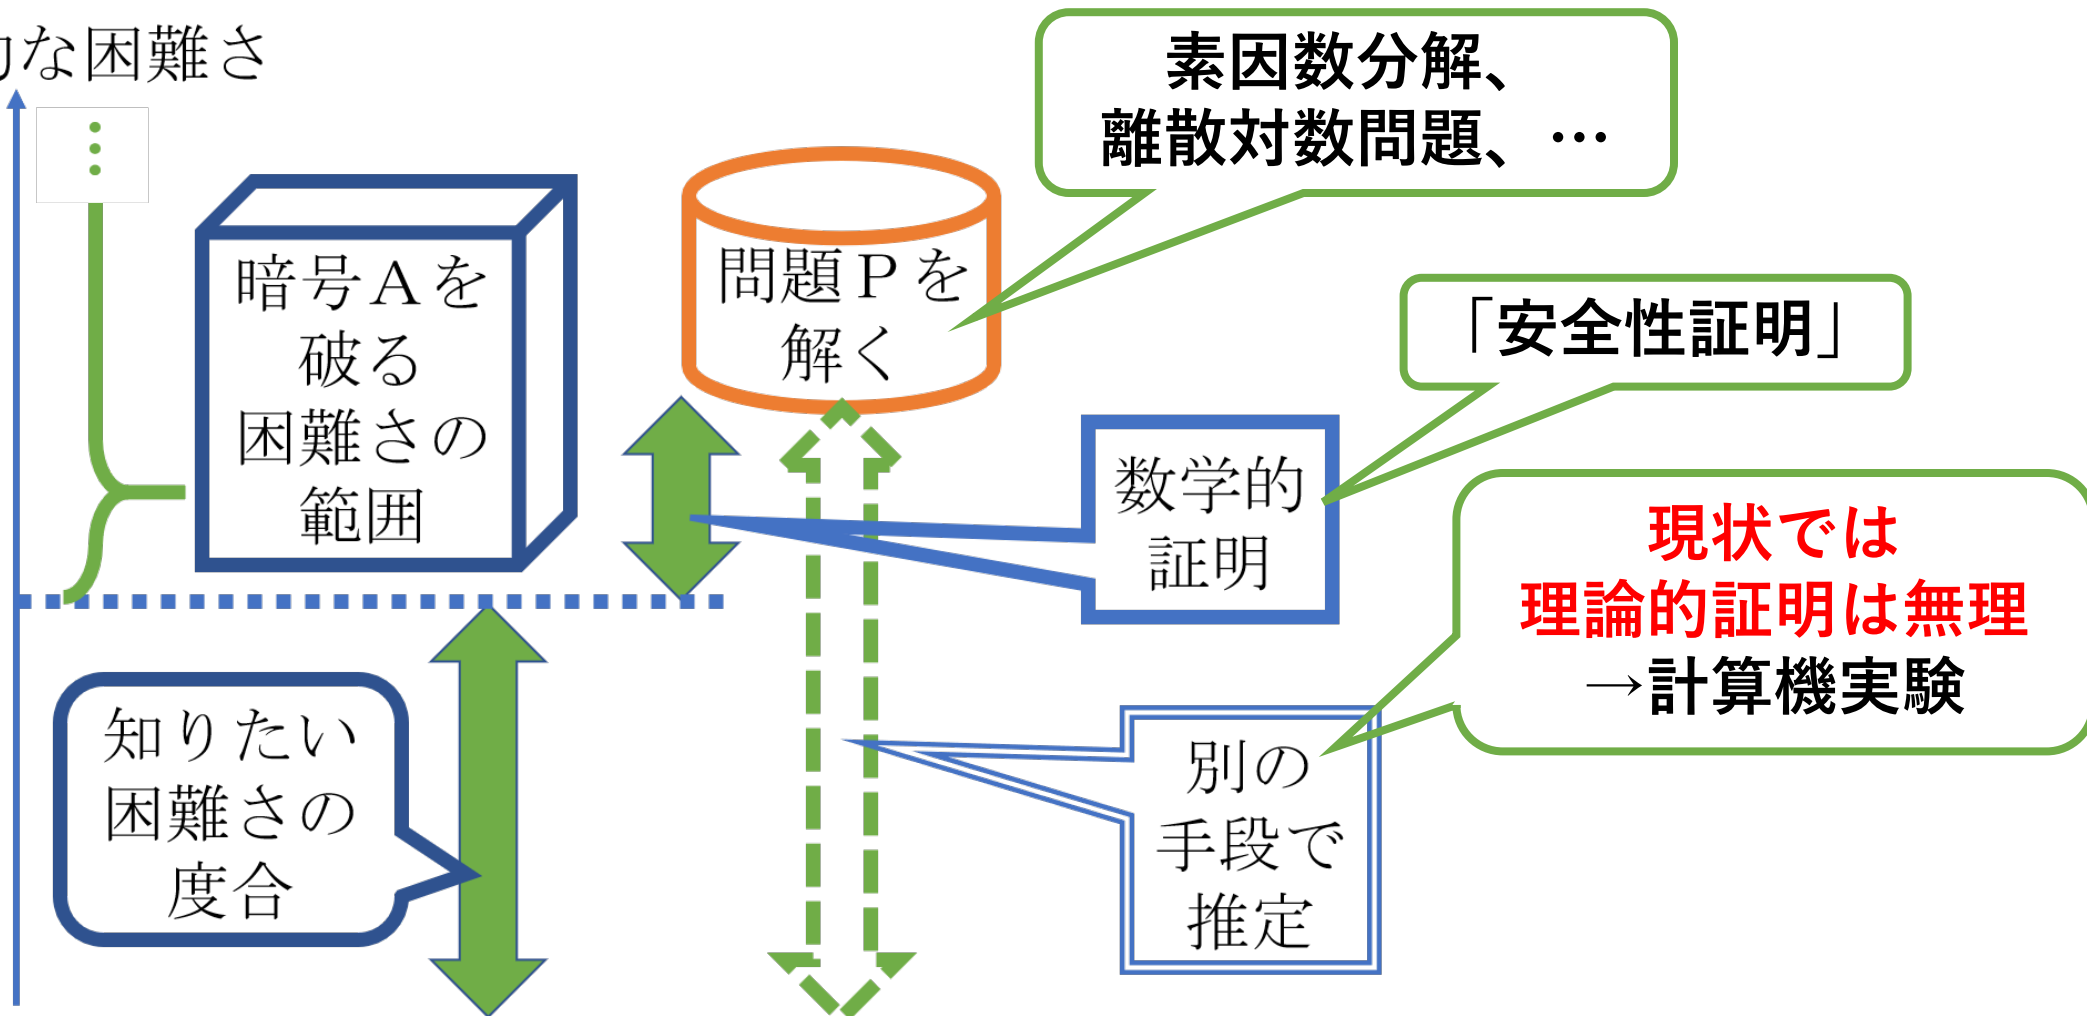 な困難さ
素因数分解、
離散対数問題、…
暗号Aを
破る
困難さの
範囲
問題Pを
解く
「安全性証明」
数学的
証明
現状では
理論的証明は無理
→計算機実験
知りたい
困難さの
度合
別の
手段で
推定